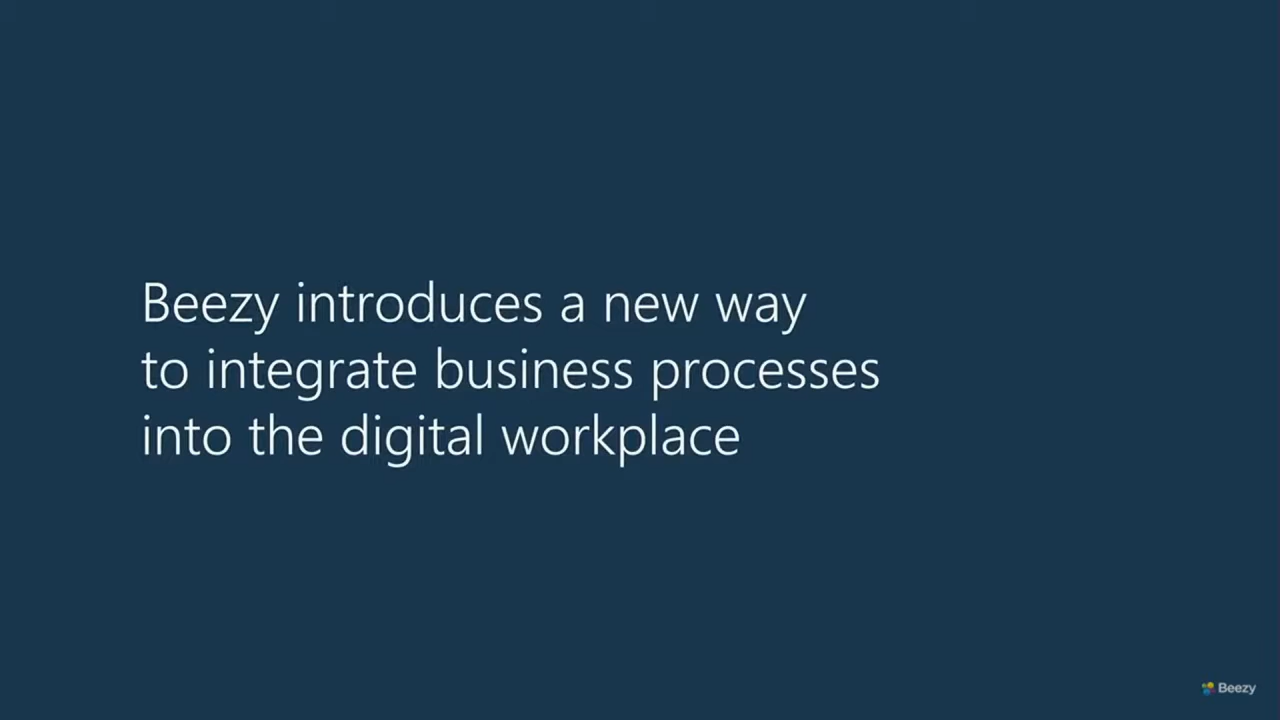 Beezy introduces a new way
to integrate business processes
into the digital workplace
Beezy